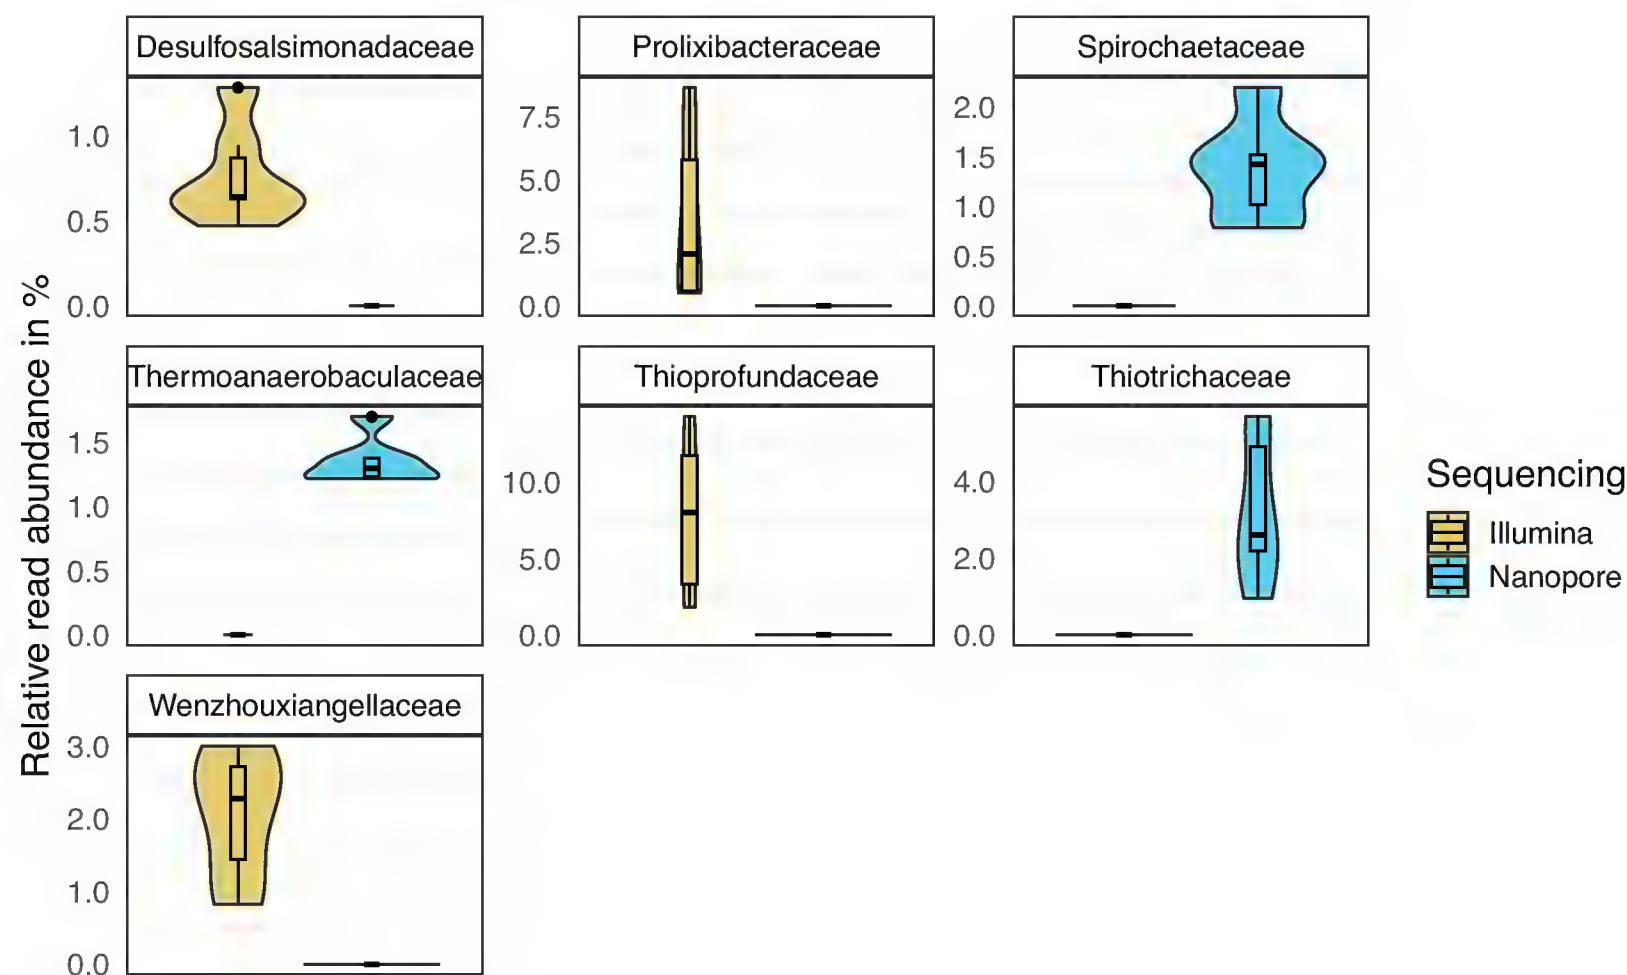 Desulfosalsimonadaceae
Prolixibacteraceae
Spirochaetaceae
1.0
0.5
0.0
7.5
5.0
2.5
0.0
2.0
1.5
1.0
0.5
0.0
Thermoanaerobaculaceae
Thioprofundaceae
Thiotrichaceae
1.5
1.0
0.5
0.0
10.0
5.0
0.0
4.0
2.0
0.0
Wenzhouxiangellaceae
3.0
2.0
1.0
0.0
Relative read abundance in %
Sequencing
Illumina
Nanopore